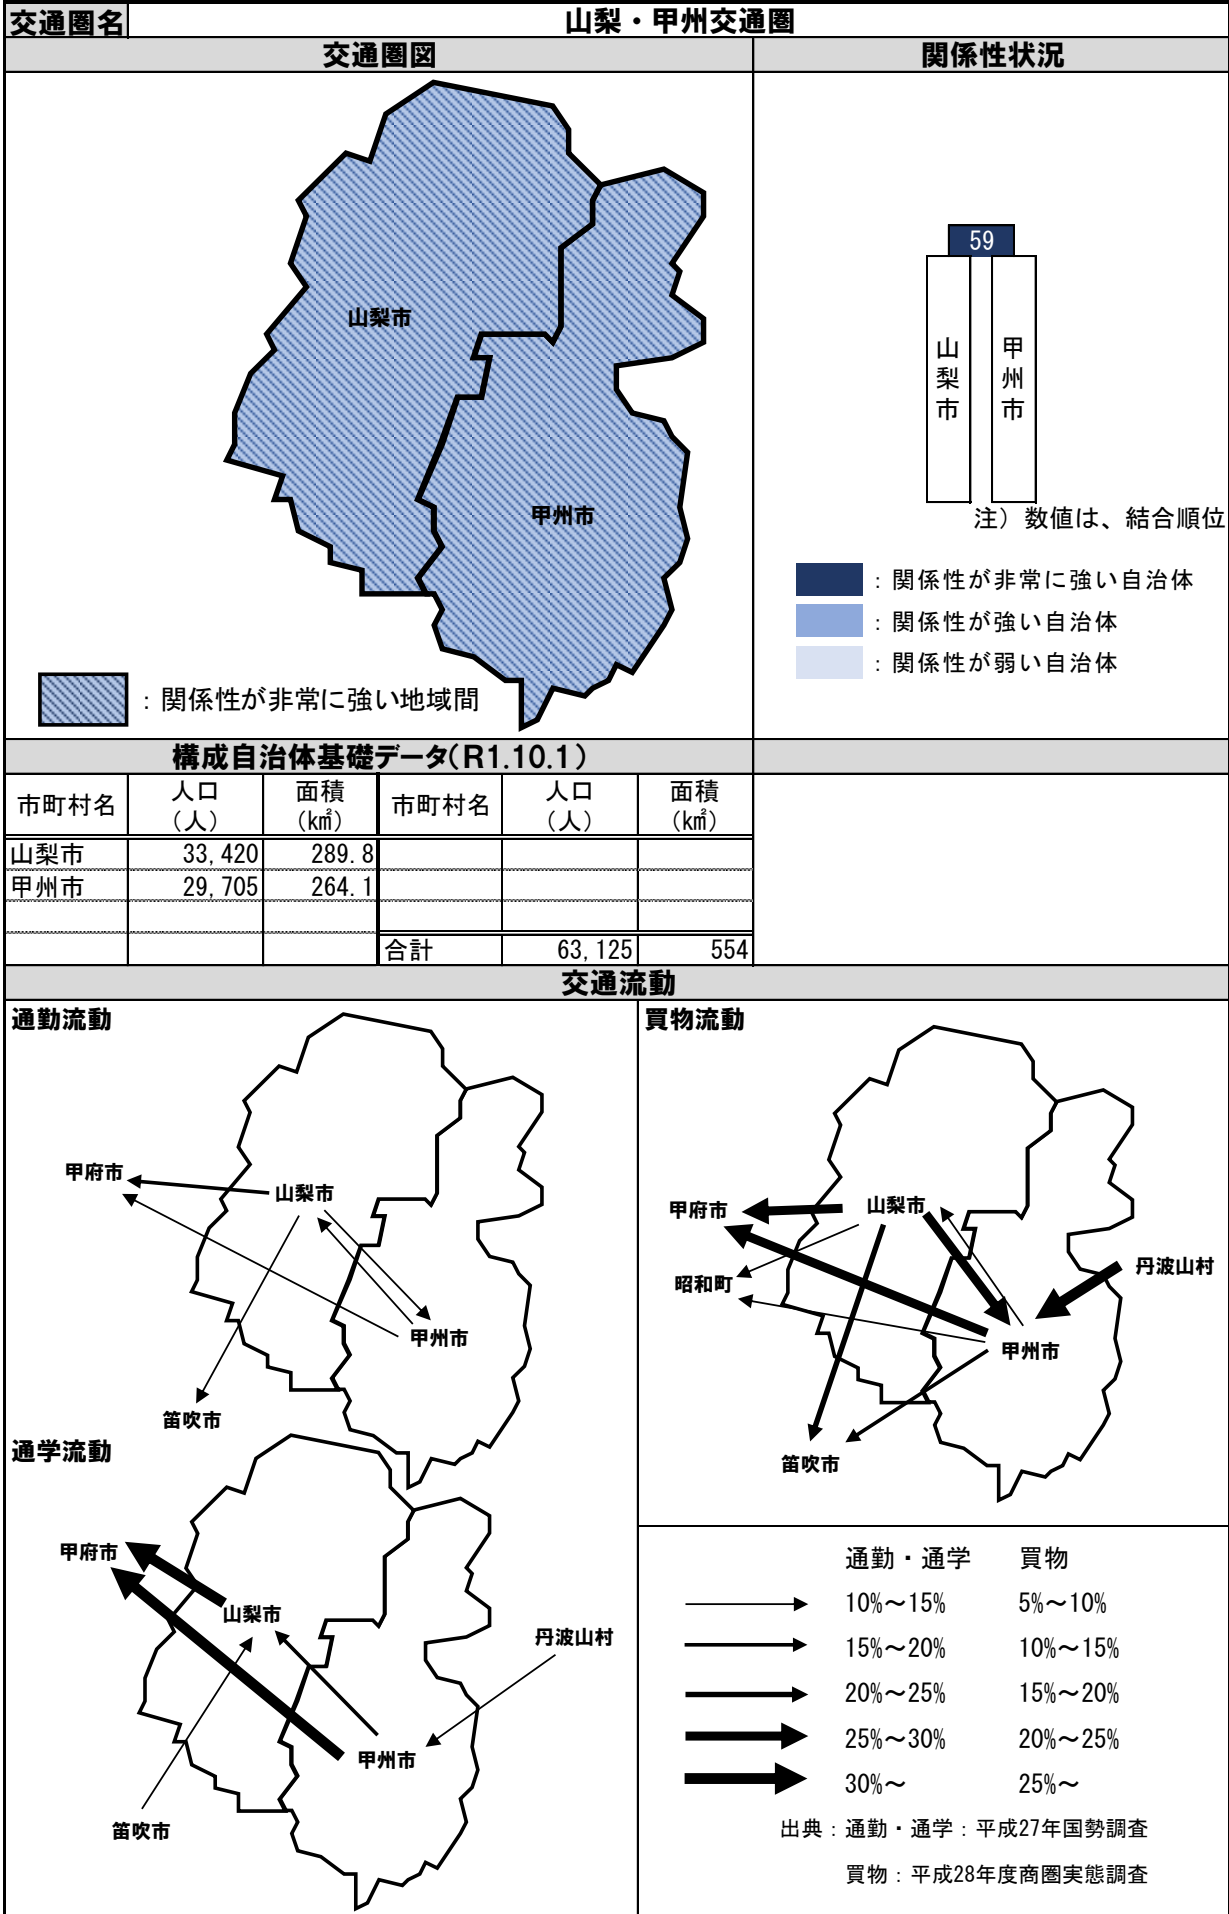 交通圏名 山梨・甲州交通圏
交通圏図 関係性状況
山梨市
甲州市
：関係性が非常に強い地域間
59
山梨市
甲州市
注）数値は、結合順位
：関係性が非常に強い自治体
：関係性が強い自治体
：関係性が弱い自治体
構成自治体基礎データ(R1.10.1)
市町村名 人口（人） 面積（k㎡） 市町村名 人口（人） 面積（k㎡）
山梨市 33,420 289.8
甲州市 29,705 264.1
合計 63,125 554
交通流動
通勤流動
甲府市
山梨市
甲州市
笛吹市
買物流動
甲府市
山梨市
昭和町
丹波山村
甲州市
笛吹市
通学流動
甲府市
山梨市
丹波山村
甲州市
笛吹市
通勤・通学 買物
10%～15% 5%～10%
15%～20% 10%～15%
20%～25% 15%～20%
25%～30% 20%～25%
30%～ 25%～
出典：通勤・通学：平成27年国勢調査
買物：平成28年度商圏実態調査